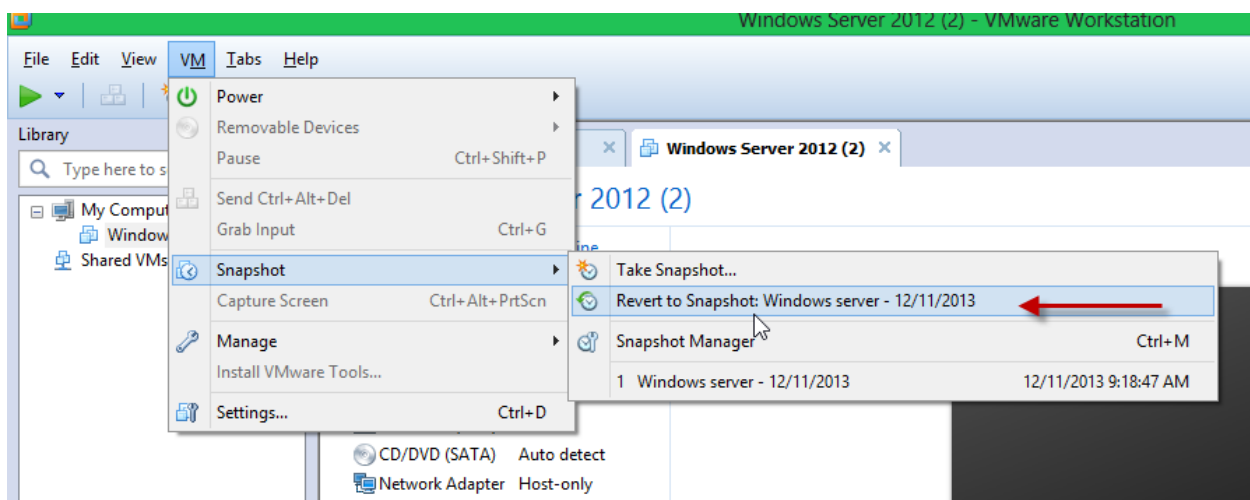 Windows Server 2012 (2) - VMware Workstation
File Edit View VM Tabs Help
Power
Library
Removable Devices
Windows Server 2012 (2)
Type here to s
Pause Ctrl+Shift+P
Send Ctrl+Alt+Del
2012 (2)
My Comput
Grab Input Ctrl+G
Window
Shared VMs
Snapshot
Take Snapshot...
Capture Screen Ctrl+Alt+PrtScn
Revert to Snapshot: Windows server - 12/11/2013
Manage
Snapshot Manager Ctrl+M
Install VMware Tools...
1 Windows server - 12/11/2013 12/11/2013 9:18:47 AM
Settings... Ctrl+D
CD/DVD (SATA) Auto detect
Network Adapter Host-only